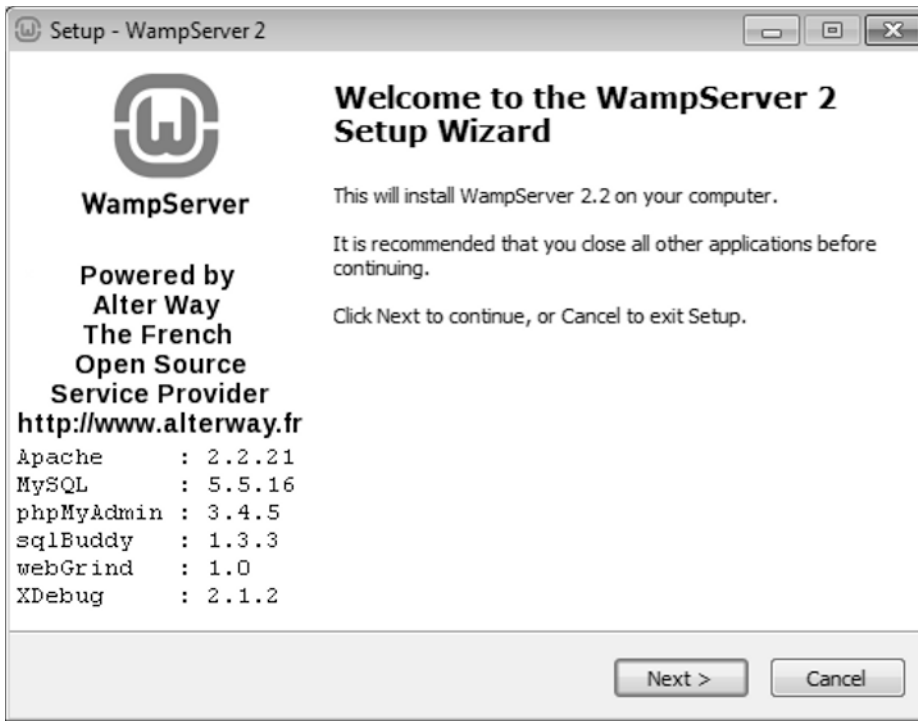 Setup - WampServer 2
WampServer
Powered by
Alter Way
The French
Open Source
Service Provider
http://www.alterway.fr
Apache : 2.2.21
MySQL : 5.5.16
phpMyAdmin : 3.4.5
sqlBuddy : 1.3.3
webGrind : 1.0
XDebug : 2.1.2
Welcome to the WampServer 2
Setup Wizard
This will install WampServer 2.2 on your computer.
It is recommended that you close all other applications before
continuing.
Click Next to continue, or Cancel to exit Setup.
Next >
Cancel